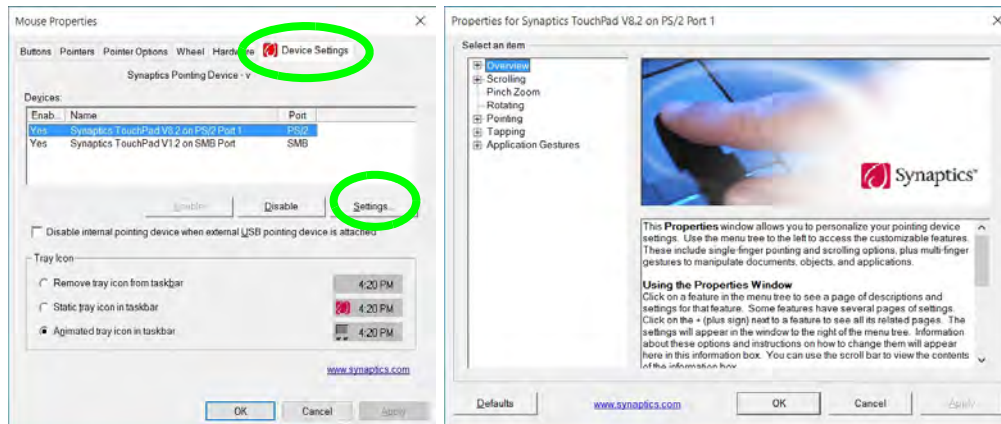 Mouse Properties
Buttons Pointers Pointer Options Wheel Hardware Device Settings
Synaptics Pointing Device - v
Devices:
Enab... Name Port
Yes Synaptics TouchPad V8.2 on PS/2 Port 1 PS/2
Yes Synaptics TouchPad V1.2 on SMB Port SMB
Enable Disable Settings...
Disable internal pointing device when external USB pointing device is attached
Tray Icon
Remove tray icon from taskbar 4:20 PM
Static tray icon in taskbar 4:20 PM
Animated tray icon in taskbar 4:20 PM
www.synaptics.com
OK Cancel Apply
Properties for Synaptics TouchPad V8.2 on PS/2 Port 1
Select an item
Overview
Scrolling
Pinch Zoom
Rotating
Pointing
Tapping
Application Gestures
Synaptics™
This Properties window allows you to personalize your pointing device
settings. Use the menu tree to the left to access the customizable features.
These include single-finger pointing and scrolling options, plus multi-finger
gestures to manipulate documents, objects, and applications.
Using the Properties Window
Click on a feature in the menu tree to see a page of descriptions and
settings for that feature. Some features have several pages of settings.
Click on the + (plus sign) next to a feature to see all its related pages. The
settings will appear in the window to the right of the menu tree. Information
about these options and instructions on how to change them will appear
here in this information box. You can use the scroll bar to view the contents
of the information box.
Defaults www.synaptics.com OK Cancel Apply